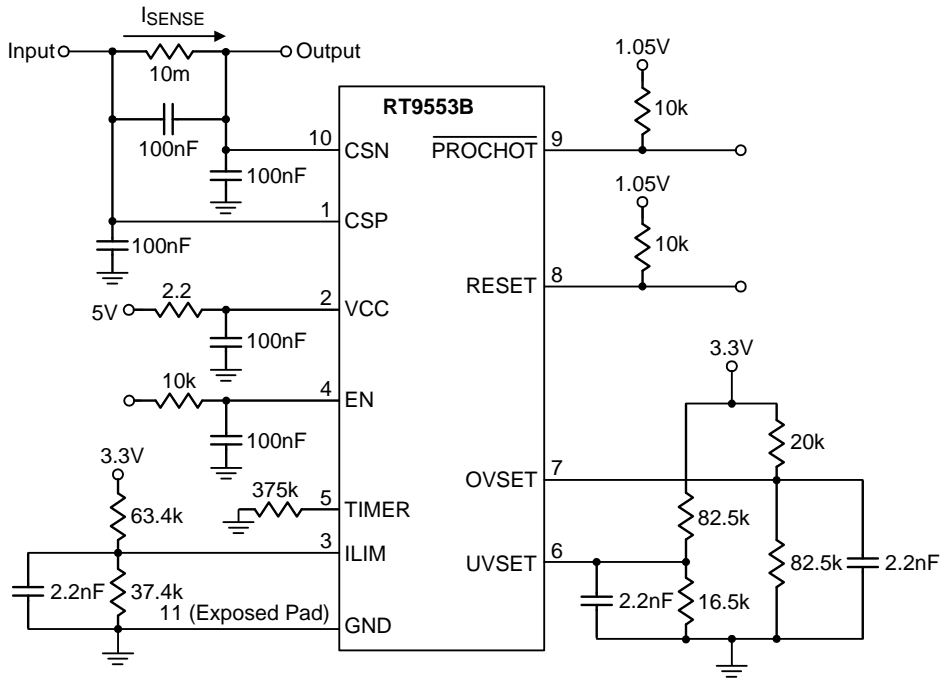 ISENSE
Input
Output
10m
100nF
100nF
100nF
RT9553B
10
CSN
1
CSP
2.2
5V
2
VCC
100nF
10k
4
EN
100nF
3.3V
63.4k
375k
5
TIMER
3
ILIM
2.2nF
37.4k
11 (Exposed Pad)
GND
PROCHOT
9
1.05V
10k
RESET
8
1.05V
10k
3.3V
20k
OVSET
7
82.5k
UVSET
6
2.2nF
16.5k
82.5k
2.2nF